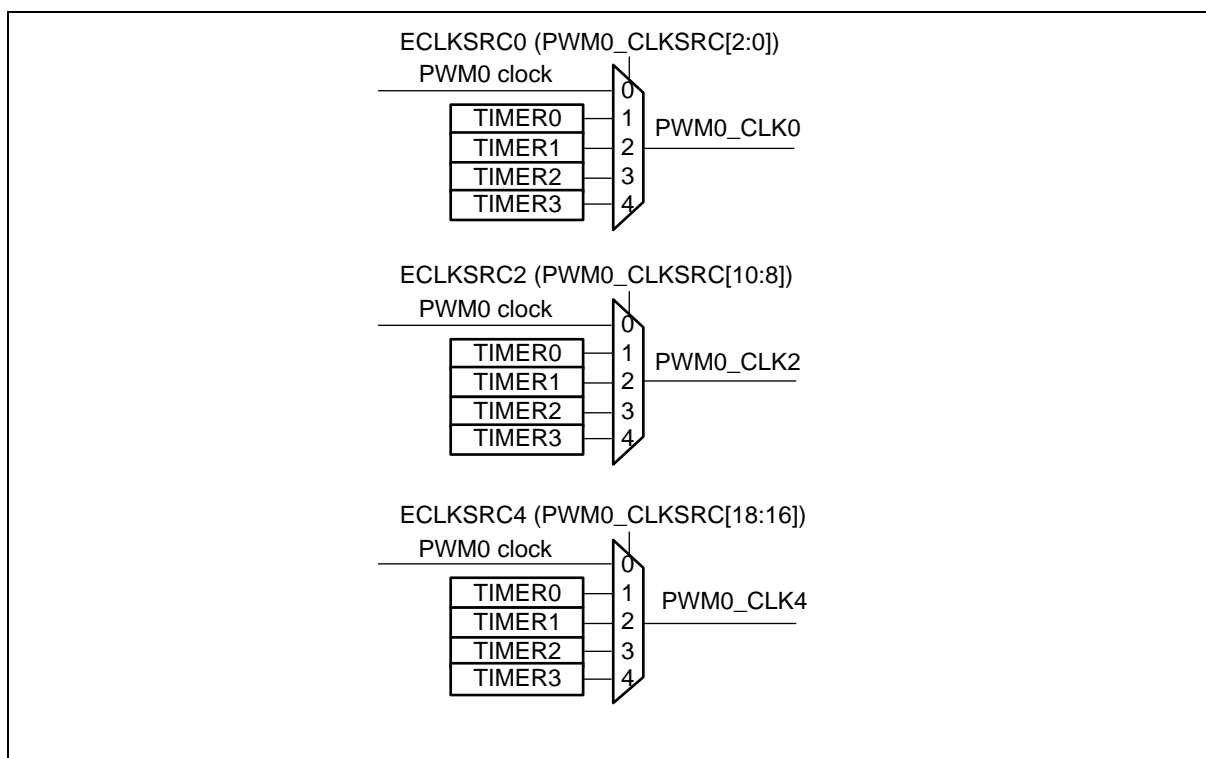 ECLKSRC0 (PWM0_CLKSRC[2:0])
PWM0 clock
0
TIMER0 1
PWM0_CLK0
TIMER1 2
TIMER2 3
TIMER3 4
ECLKSRC2 (PWM0_CLKSRC[10:8])
PWM0 clock
0
TIMER0 1
PWM0_CLK2
TIMER1 2
TIMER2 3
TIMER3 4
ECLKSRC4 (PWM0_CLKSRC[18:16])
PWM0 clock
0
TIMER0 1
PWM0_CLK4
TIMER1 2
TIMER2 3
TIMER3 4